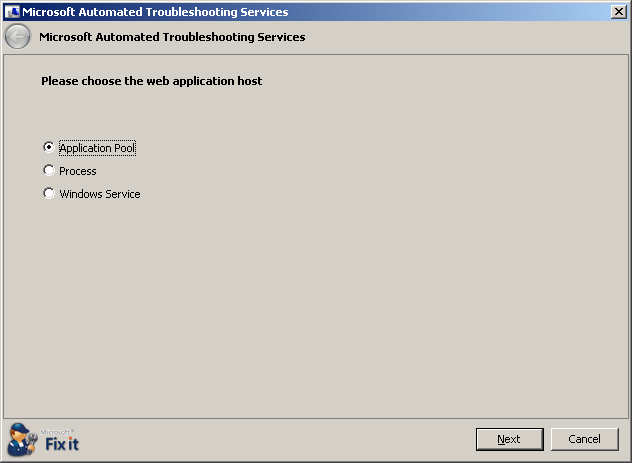 Microsoft Automated Troubleshooting Services
Microsoft Automated Troubleshooting Services
Please choose the web application host
Application Pool
Process
Windows Service
Microsoft®
Fix it
Next
Cancel